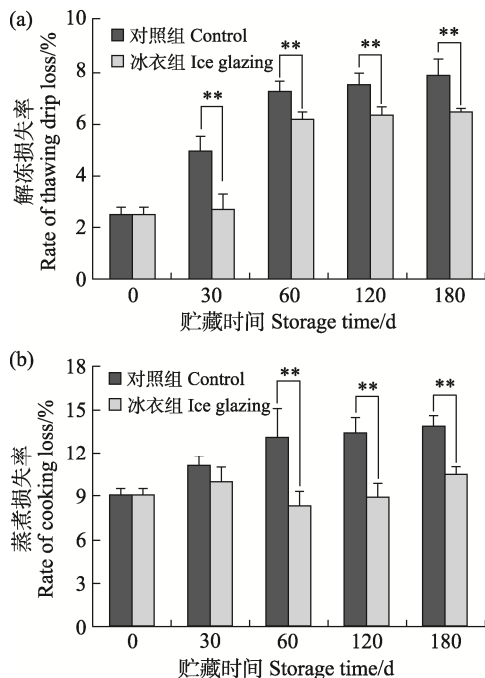 (a)
10
8
6
4
2
0
解冻损失率
Rate of thawing drip loss/%
对照组 Control
冰衣组 Ice glazing
**
**
**
**
0 30 60 120 180
贮藏时间 Storage time/d
(b)
18
15
12
9
6
3
0
蒸煮损失率
Rate of cooking loss/%
对照组 Control
冰衣组 Ice glazing
**
**
**
0 30 60 120 180
贮藏时间 Storage time/d